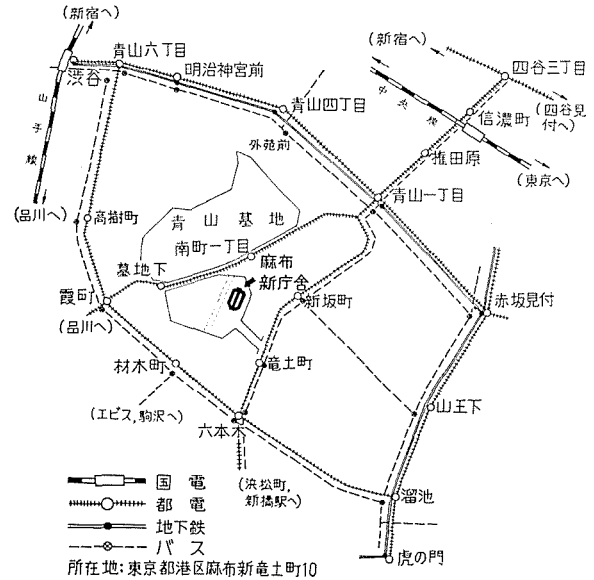 (新宿へ)
青山六丁目
渋谷
明治神宮前
山手線
(品川へ)
青山四丁目
外苑前
(新宿へ)
中央線
四谷三丁目
(四谷見
付へ)
信濃町
権田原
(東京へ)
青山一丁目
高樹町
青山墓地
南町一丁目
麻布
新庁舎
墓地下
霞町
(品川へ)
新坂町
赤坂見付
材木町
竜土町
(エビス,駒沢へ)
六本木
山王下
(浜松町,
新橋駅へ)
溜池
虎の門
国電
都電
地下鉄
バス
所在地:東京都港区麻布新竜土町10